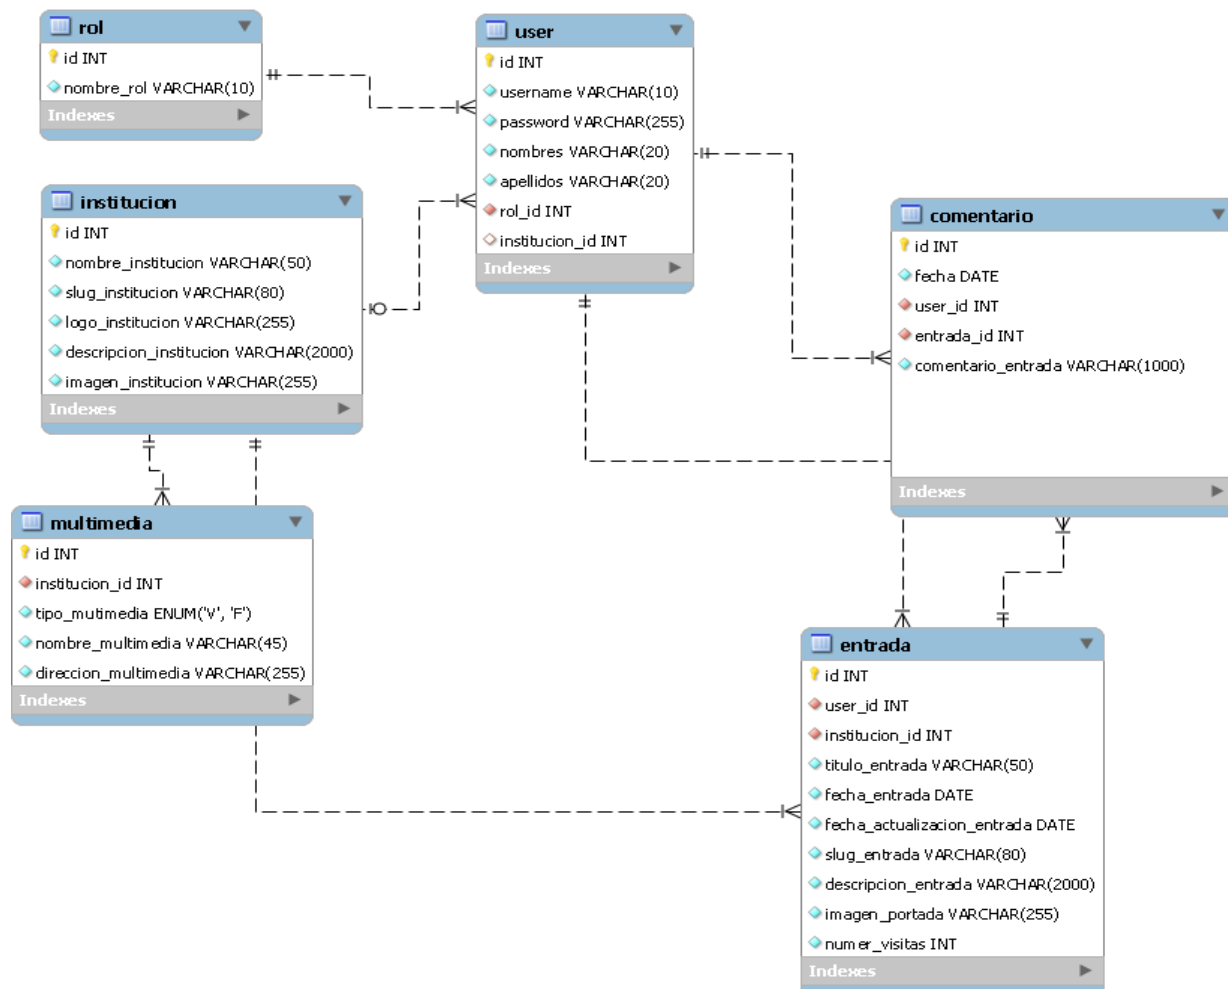 rol
id INT
nombre_rol VARCHAR(10)
Indexes
user
id INT
username VARCHAR(10)
password VARCHAR(255)
nombres VARCHAR(20)
apellidos VARCHAR(20)
rol_id INT
institucion_id INT
Indexes
institucion
id INT
nombre_institucion VARCHAR(50)
slug_institucion VARCHAR(80)
logo_institucion VARCHAR(255)
descripcion_institucion VARCHAR(2000)
imagen_institucion VARCHAR(255)
Indexes
comentario
id INT
fecha DATE
user_id INT
entrada_id INT
comentario_entrada VARCHAR(1000)
Indexes
multimedia
id INT
institucion_id INT
tipo_mutimedia ENUM('V', 'F')
nombre_multimedia VARCHAR(45)
direccion_multimedia VARCHAR(255)
Indexes
entrada
id INT
user_id INT
institucion_id INT
titulo_entrada VARCHAR(50)
fecha_entrada DATE
fecha_actualizacion_entrada DATE
slug_entrada VARCHAR(80)
descripcion_entrada VARCHAR(2000)
imagen_portada VARCHAR(255)
numer_visitas INT
Indexes